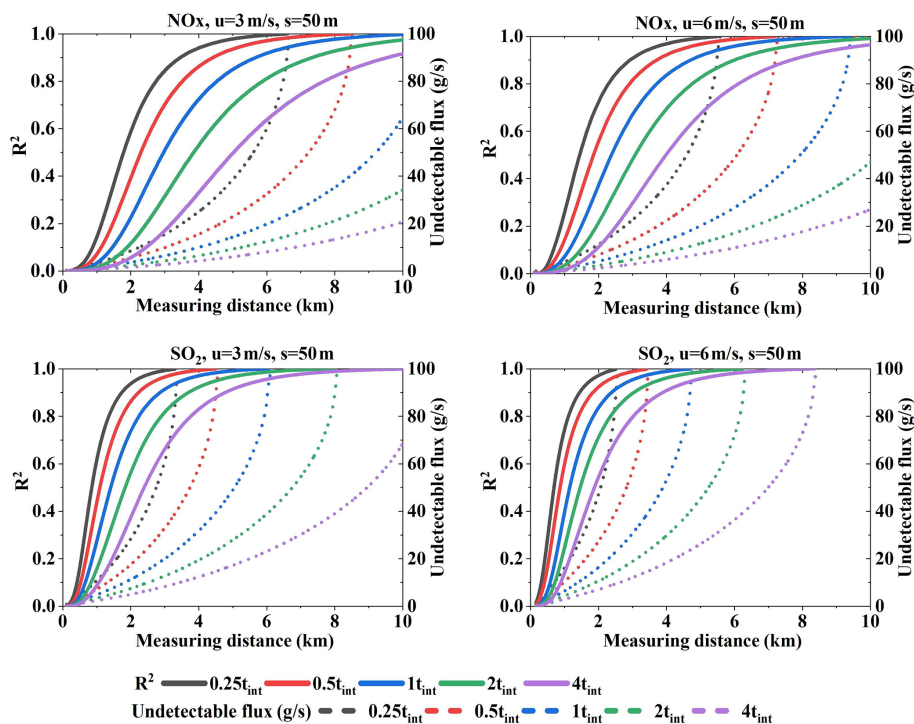 NOx, u=3 m/s, s=50 m
1.0
0.8
0.6
0.4
0.2
0.0
R²
100
80
60
40
20
0
Undetectable flux (g/s)
0 2 4 6 8 10
Measuring distance (km)
NOx, u=6 m/s, s=50 m
1.0
0.8
0.6
0.4
0.2
0.0
R²
100
80
60
40
20
0
Undetectable flux (g/s)
0 2 4 6 8 10
Measuring distance (km)
SO₂, u=3 m/s, s=50 m
1.0
0.8
0.6
0.4
0.2
0.0
R²
100
80
60
40
20
0
Undetectable flux (g/s)
0 2 4 6 8 10
Measuring distance (km)
SO₂, u=6 m/s, s=50 m
1.0
0.8
0.6
0.4
0.2
0.0
R²
100
80
60
40
20
0
Undetectable flux (g/s)
0 2 4 6 8 10
Measuring distance (km)
R² 0.25t_int 0.5t_int 1t_int 2t_int 4t_int
Undetectable flux (g/s) 0.25t_int 0.5t_int 1t_int 2t_int 4t_int